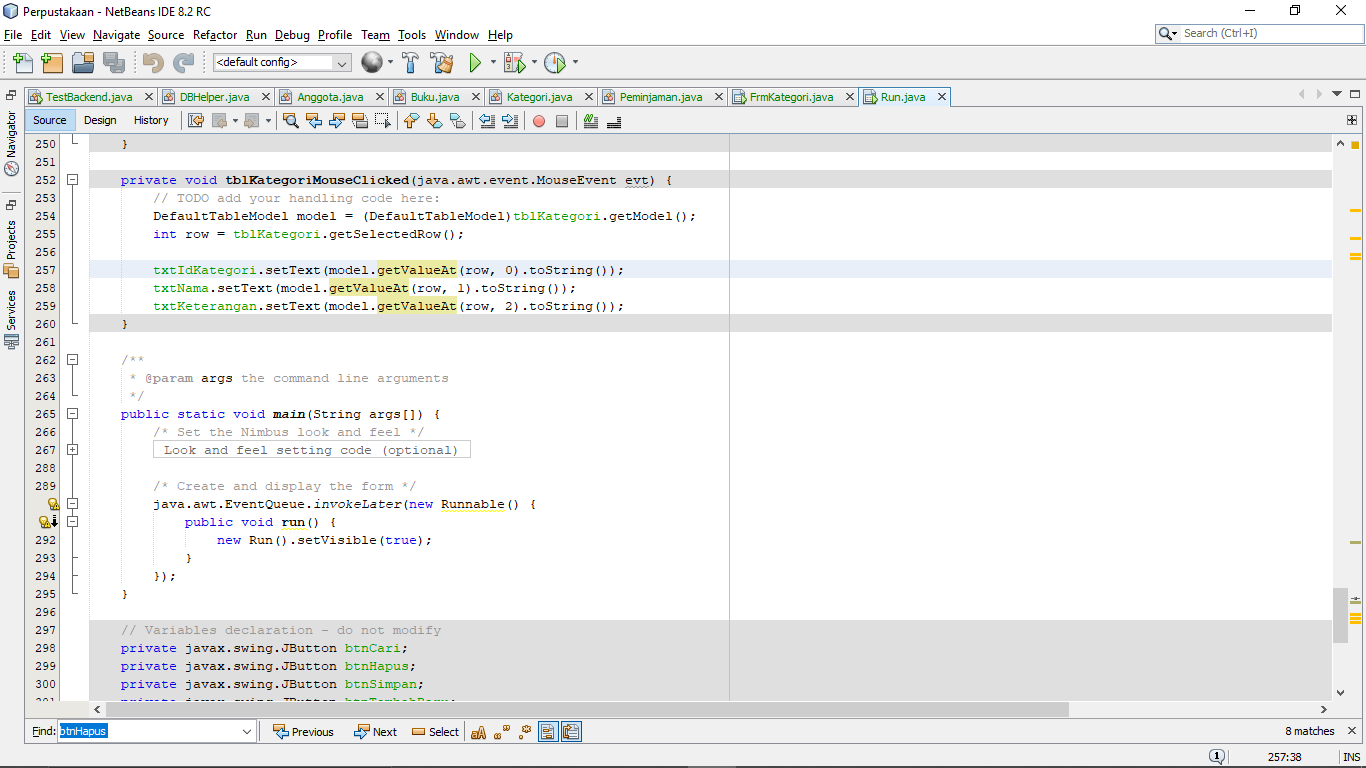 Perpustakaan - NetBeans IDE 8.2 RC
File Edit View Navigate Source Refactor Run Debug Profile Team Tools Window Help
Search (Ctrl+I)
<default config>
TestBackend.java DBHelper.java Anggota.java Buku.java Kategori.java Peminjaman.java FrmKategori.java Run.java
Source Design History
Navigator
Projects
Services
250 }
251
252 private void tblKategoriMouseClicked(java.awt.event.MouseEvent evt) {
253 // TODO add your handling code here:
254 DefaultTableModel model = (DefaultTableModel)tblKategori.getModel();
255 int row = tblKategori.getSelectedRow();
256
257 txtIdKategori.setText(model.getValueAt(row, 0).toString());
258 txtNama.setText(model.getValueAt(row, 1).toString());
259 txtKeterangan.setText(model.getValueAt(row, 2).toString());
260 }
261
262 /**
263 * @param args the command line arguments
264 */
265 public static void main(String args[]) {
266 /* Set the Nimbus look and feel */
267 Look and feel setting code (optional)
288
289 /* Create and display the form */
java.awt.EventQueue.invokeLater(new Runnable() {
public void run() {
292 new Run().setVisible(true);
293 }
294 });
295 }
296
297 // Variables declaration - do not modify
298 private javax.swing.JButton btnCari;
299 private javax.swing.JButton btnHapus;
300 private javax.swing.JButton btnSimpan;
Find: btnHapus Previous Next Select aA 8 matches
1 257:38 INS